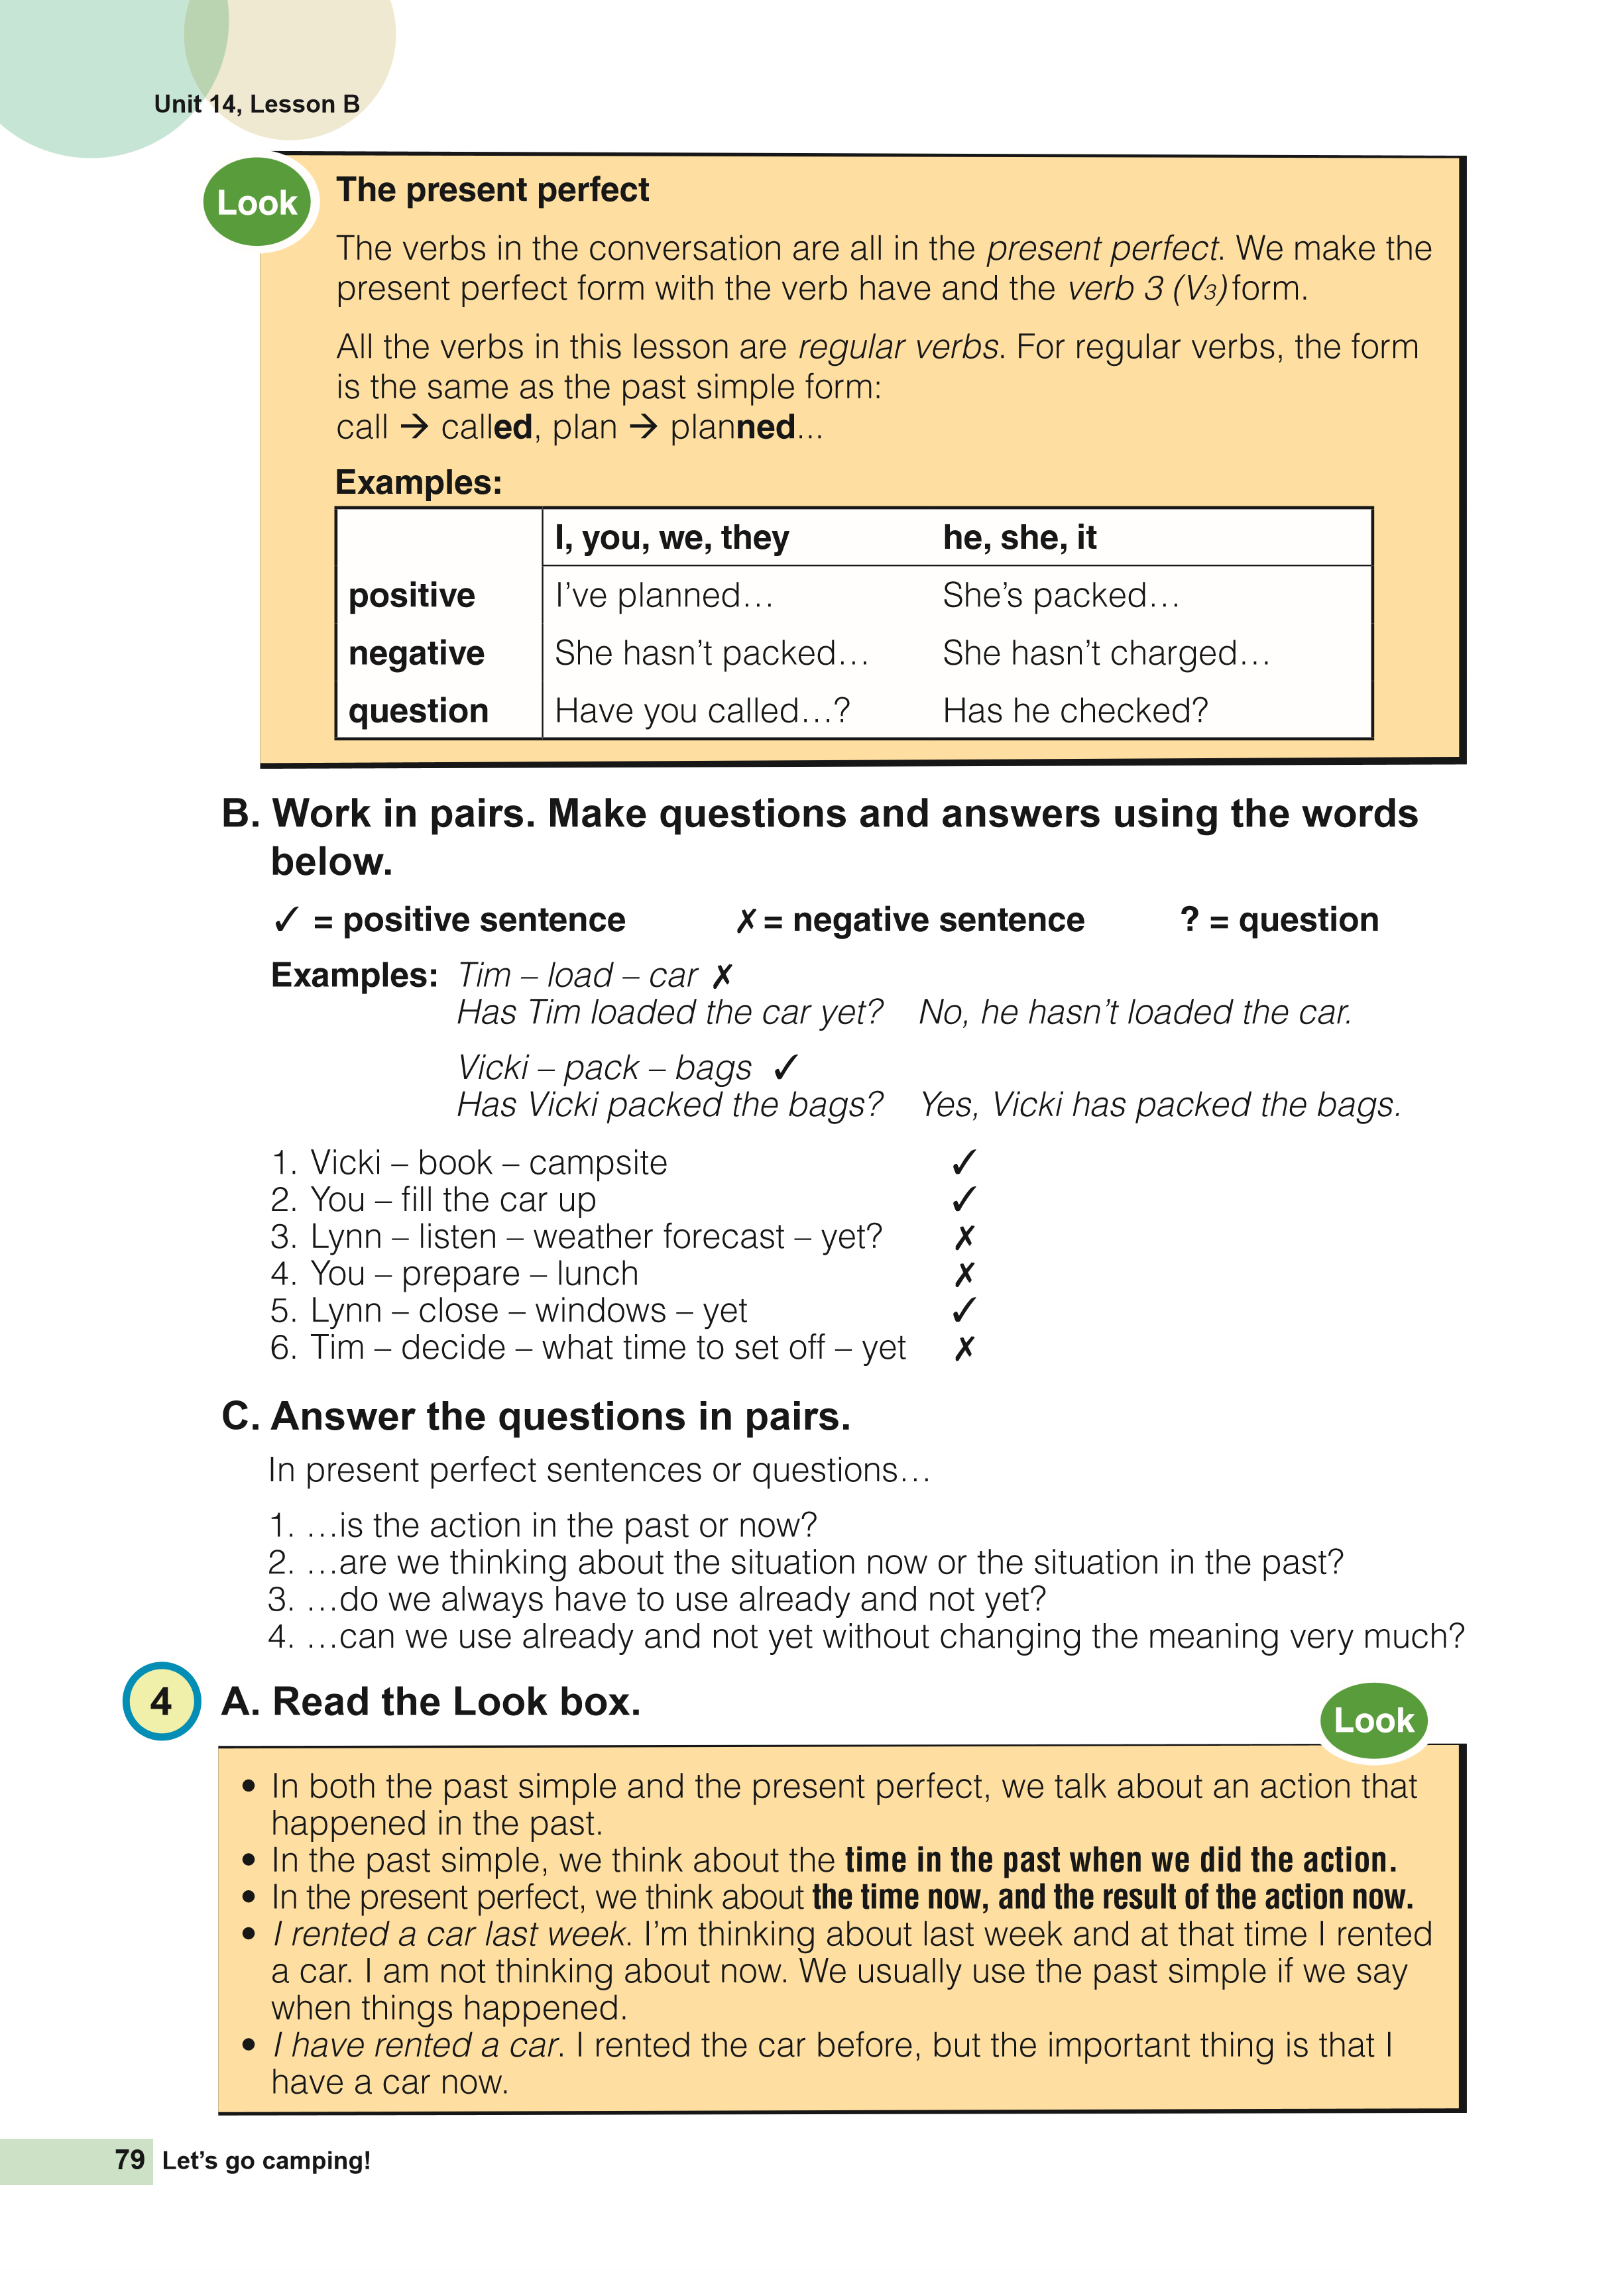 Unit 14, Lesson B
Look
The present perfect
The verbs in the conversation are all in the present perfect. We make the
present perfect form with the verb have and the verb 3 (V3) form.
All the verbs in this lesson are regular verbs. For regular verbs, the form
is the same as the past simple form:
call → called, plan → planned...
Examples:
I, you, we, they he, she, it
positive I've planned… She's packed…
negative She hasn't packed… She hasn't charged…
question Have you called…? Has he checked?
B. Work in pairs. Make questions and answers using the words
below.
✓ = positive sentence ✗ = negative sentence ? = question
Examples: Tim – load – car ✗
Has Tim loaded the car yet? No, he hasn't loaded the car.
Vicki – pack – bags ✓
Has Vicki packed the bags? Yes, Vicki has packed the bags.
1. Vicki – book – campsite ✓
2. You – fill the car up ✓
3. Lynn – listen – weather forecast – yet? ✗
4. You – prepare – lunch ✗
5. Lynn – close – windows – yet ✓
6. Tim – decide – what time to set off – yet ✗
C. Answer the questions in pairs.
In present perfect sentences or questions…
1. …is the action in the past or now?
2. …are we thinking about the situation now or the situation in the past?
3. …do we always have to use already and not yet?
4. …can we use already and not yet without changing the meaning very much?
4 A. Read the Look box.
Look
• In both the past simple and the present perfect, we talk about an action that
happened in the past.
• In the past simple, we think about the time in the past when we did the action.
• In the present perfect, we think about the time now, and the result of the action now.
• I rented a car last week. I'm thinking about last week and at that time I rented
a car. I am not thinking about now. We usually use the past simple if we say
when things happened.
• I have rented a car. I rented the car before, but the important thing is that I
have a car now.
79 Let's go camping!